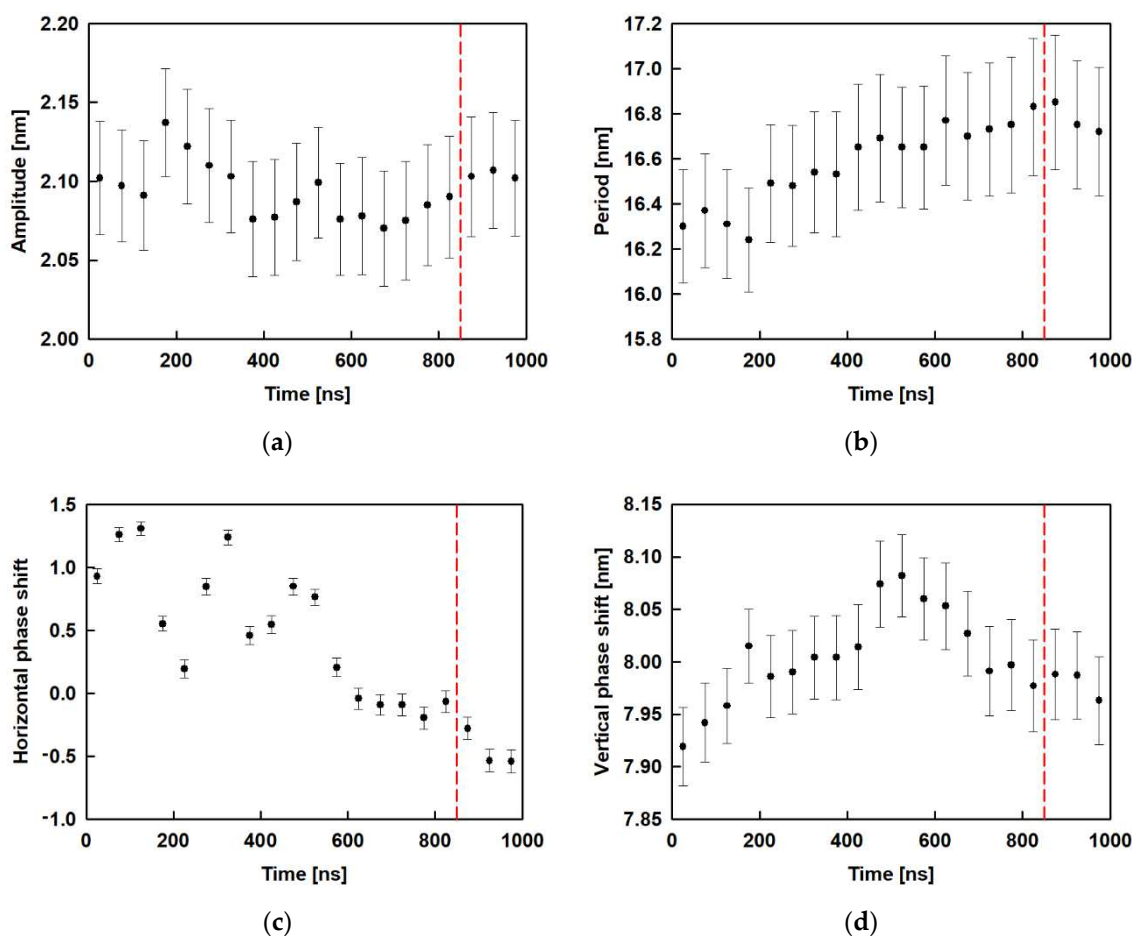 2.20
2.15
2.10
2.05
2.00
Amplitude [nm]
0 200 400 600 800 1000
Time [ns]
(a)
17.2
17.0
16.8
16.6
16.4
16.2
16.0
15.8
Period [nm]
0 200 400 600 800 1000
Time [ns]
(b)
1.5
1.0
0.5
0.0
-0.5
-1.0
Horizontal phase shift
0 200 400 600 800 1000
Time [ns]
(c)
8.15
8.10
8.05
8.00
7.95
7.90
7.85
Vertical phase shift [nm]
0 200 400 600 800 1000
Time [ns]
(d)